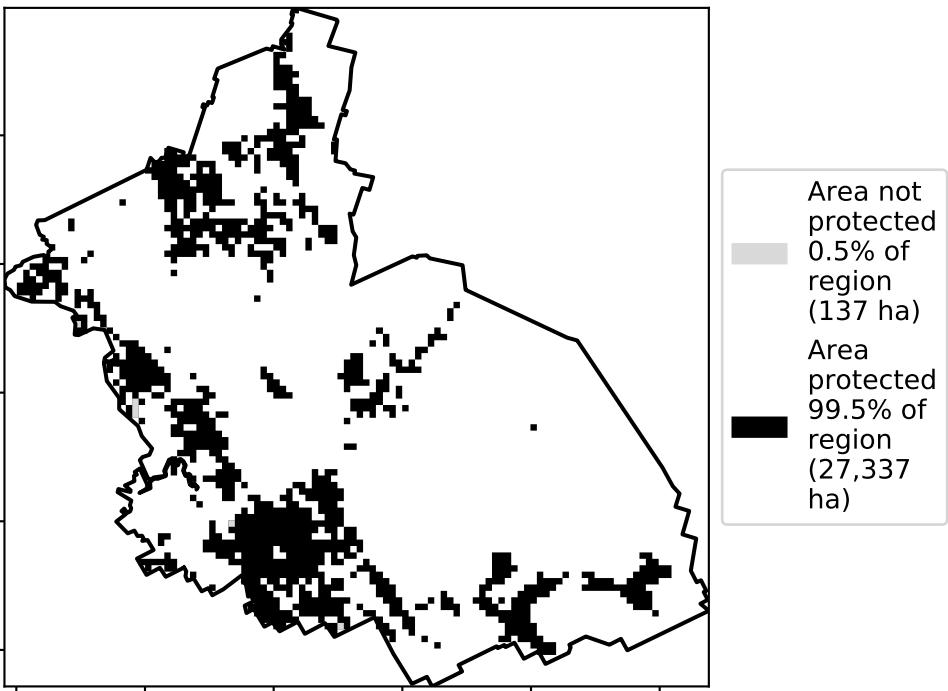 Area not
protected
0.5% of
region
(137 ha)
Area
protected
99.5% of
region
(27,337
ha)